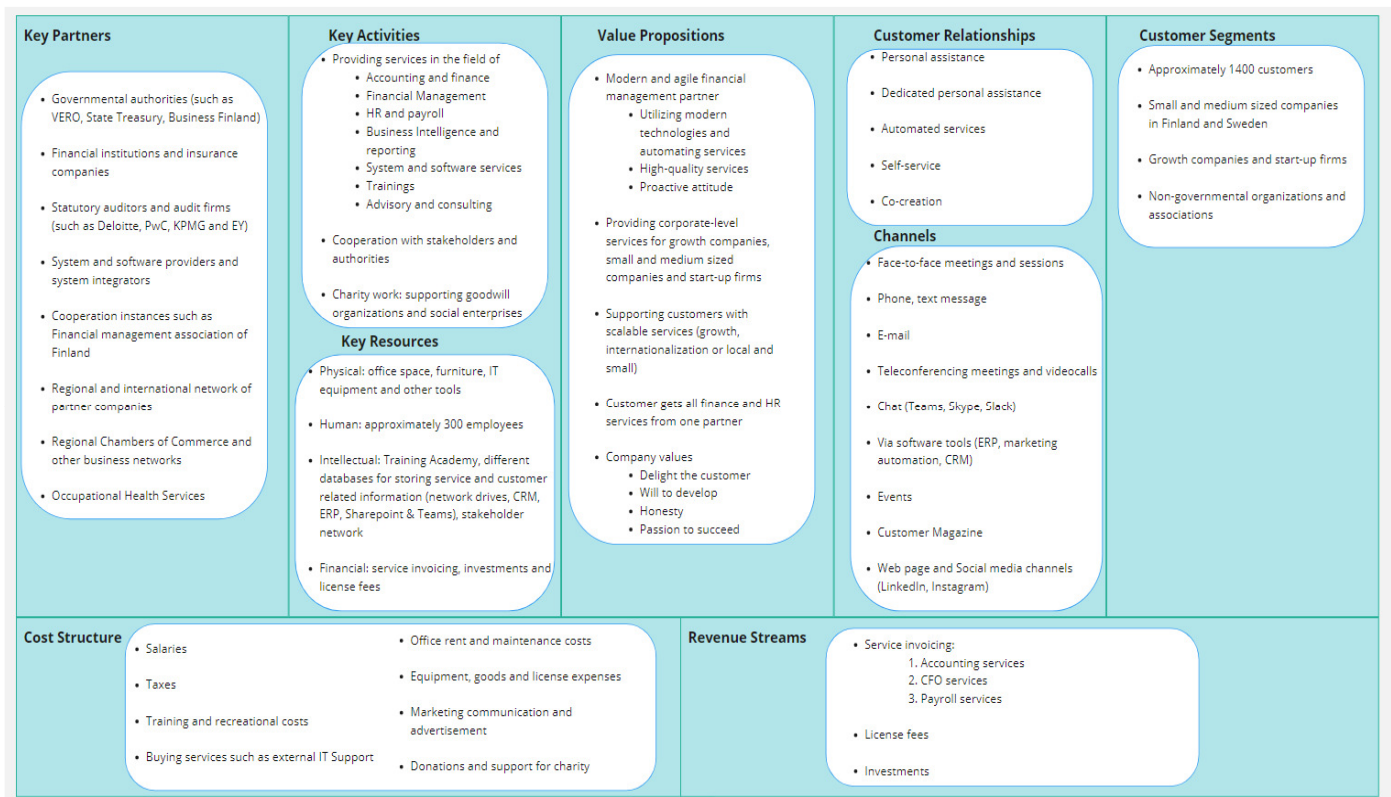 Key Partners
• Governmental authorities (such as
VERO, State Treasury, Business Finland)
• Financial institutions and insurance
companies
• Statutory auditors and audit firms
(such as Deloitte, PwC, KPMG and EY)
• System and software providers and
system integrators
• Cooperation instances such as
Financial management association of
Finland
• Regional and international network of
partner companies
• Regional Chambers of Commerce and
other business networks
• Occupational Health Services
Key Activities
• Providing services in the field of
• Accounting and finance
• Financial Management
• HR and payroll
• Business Intelligence and
reporting
• System and software services
• Trainings
• Advisory and consulting
• Cooperation with stakeholders and
authorities
• Charity work: supporting goodwill
organizations and social enterprises
Key Resources
• Physical: office space, furniture, IT
equipment and other tools
• Human: approximately 300 employees
• Intellectual: Training Academy, different
databases for storing service and customer
related information (network drives, CRM,
ERP, Sharepoint & Teams), stakeholder
network
• Financial: service invoicing, investments and
license fees
Value Propositions
• Modern and agile financial
management partner
• Utilizing modern
technologies and
automating services
• High-quality services
• Proactive attitude
• Providing corporate-level
services for growth companies,
small and medium sized
companies and start-up firms
• Supporting customers with
scalable services (growth,
internationalization or local and
small)
• Customer gets all finance and HR
services from one partner
• Company values
• Delight the customer
• Will to develop
• Honesty
• Passion to succeed
Customer Relationships
• Personal assistance
• Dedicated personal assistance
• Automated services
• Self-service
• Co-creation
Channels
• Face-to-face meetings and sessions
• Phone, text message
• E-mail
• Teleconferencing meetings and videocalls
• Chat (Teams, Skype, Slack)
• Via software tools (ERP, marketing
automation, CRM)
• Events
• Customer Magazine
• Web page and Social media channels
(LinkedIn, Instagram)
Customer Segments
• Approximately 1400 customers
• Small and medium sized companies
in Finland and Sweden
• Growth companies and start-up firms
• Non-governmental organizations and
associations
Cost Structure
• Salaries
• Taxes
• Training and recreational costs
• Buying services such as external IT Support
• Office rent and maintenance costs
• Equipment, goods and license expenses
• Marketing communication and
advertisement
• Donations and support for charity
Revenue Streams
• Service invoicing:
1. Accounting services
2. CFO services
3. Payroll services
• License fees
• Investments